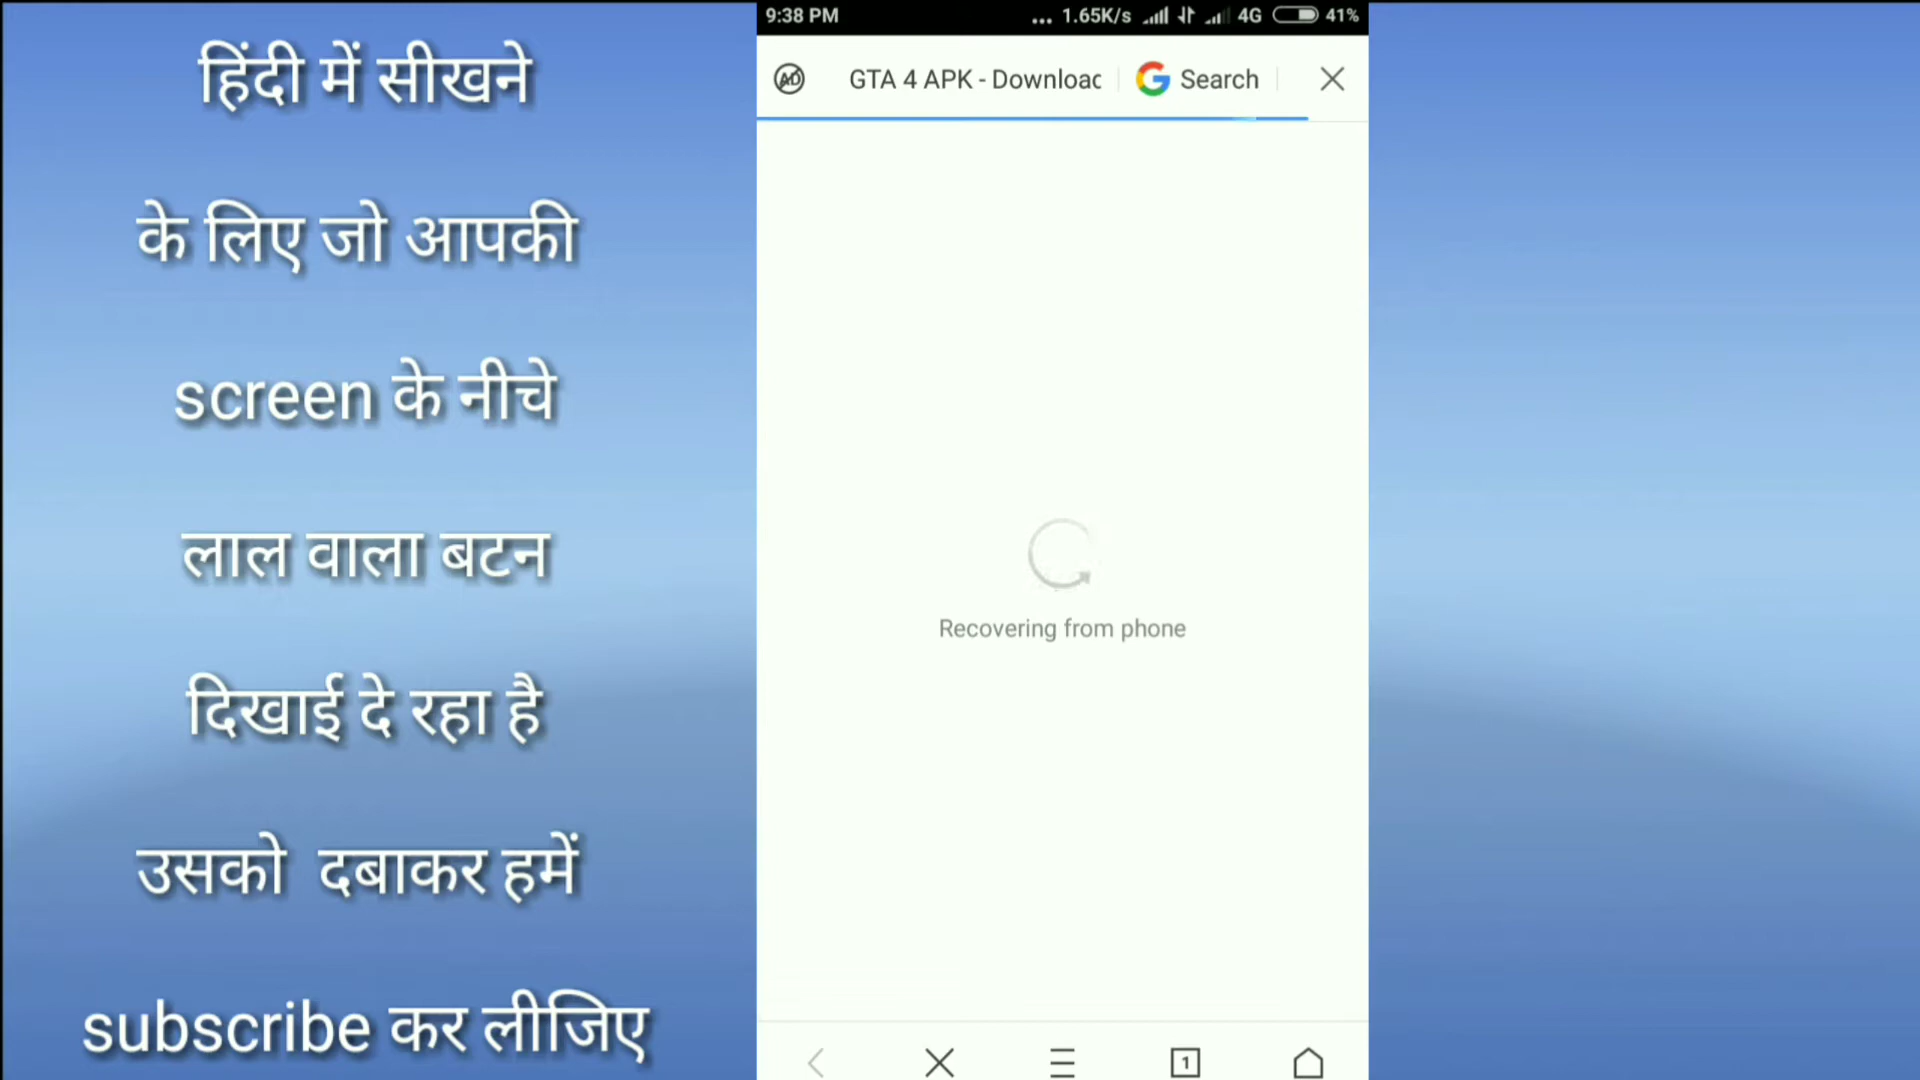 हिंदी में सीखने
के लिए जो आपकी
screen के नीचे
लाल वाला बटन
दिखाई दे रहा है
उसको दबाकर हमें
subscribe कर लीजिए
9:38 PM
... 1.65K/s 4G 41%
AD GTA 4 APK - Downloac Search
Recovering from phone
1